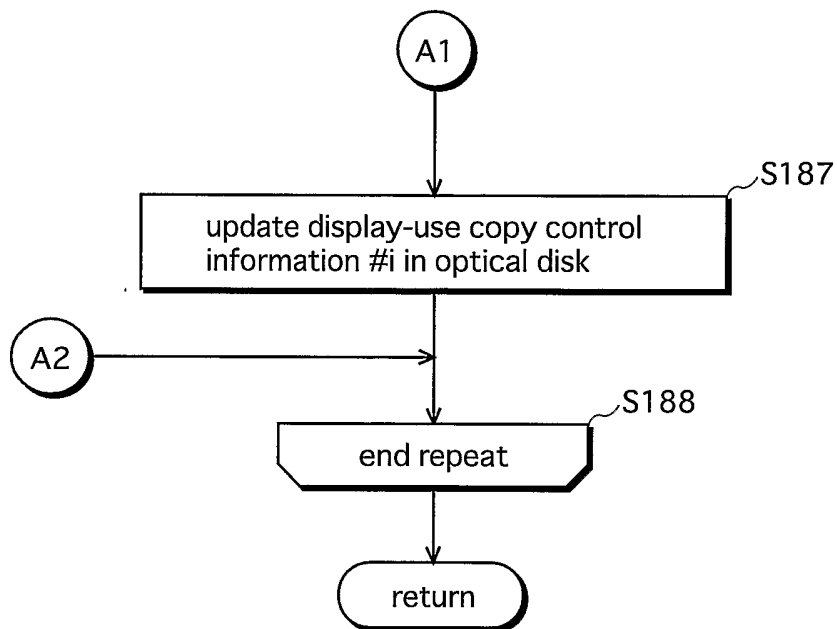 A1
S187
update display-use copy control
information #i in optical disk
A2
S188
end repeat
return